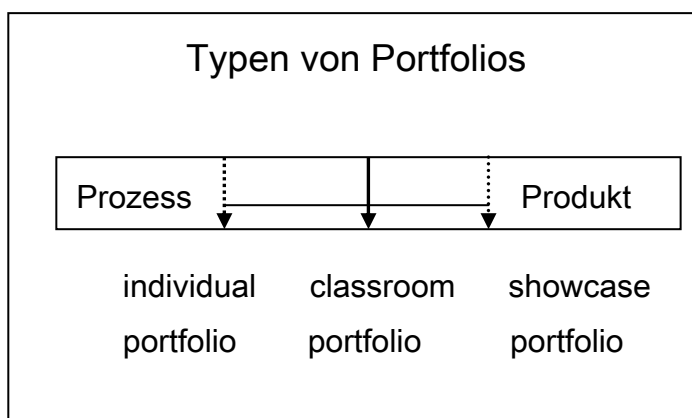 Typen von Portfolios
Prozess Produkt
individual classroom showcase
portfolio portfolio portfolio